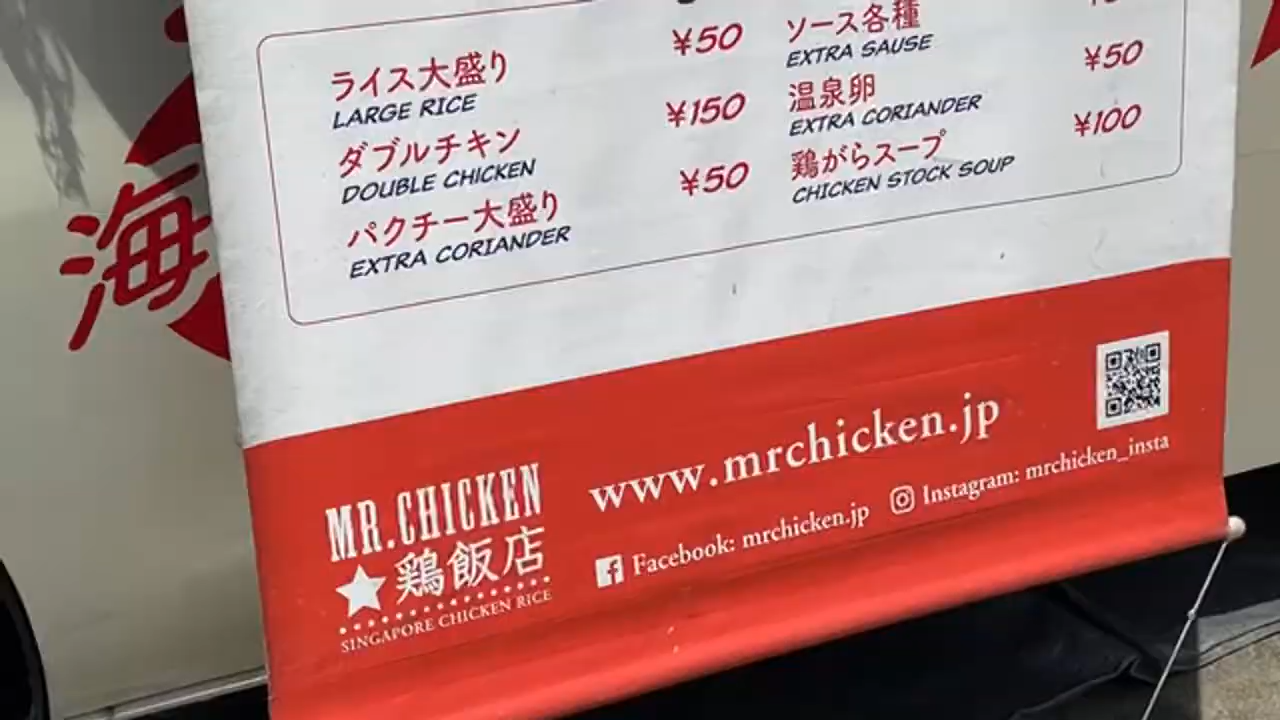 ライス大盛り ¥50
LARGE RICE
ダブルチキン ¥150
DOUBLE CHICKEN
パクチー大盛り ¥50
EXTRA CORIANDER
ソース各種
EXTRA SAUSE
温泉卵 ¥50
EXTRA CORIANDER
鶏がらスープ ¥100
CHICKEN STOCK SOUP
海
www.mrchicken.jp
MR.CHICKEN
鶏飯店
SINGAPORE CHICKEN RICE
Facebook: mrchicken.jp
Instagram: mrchicken_insta